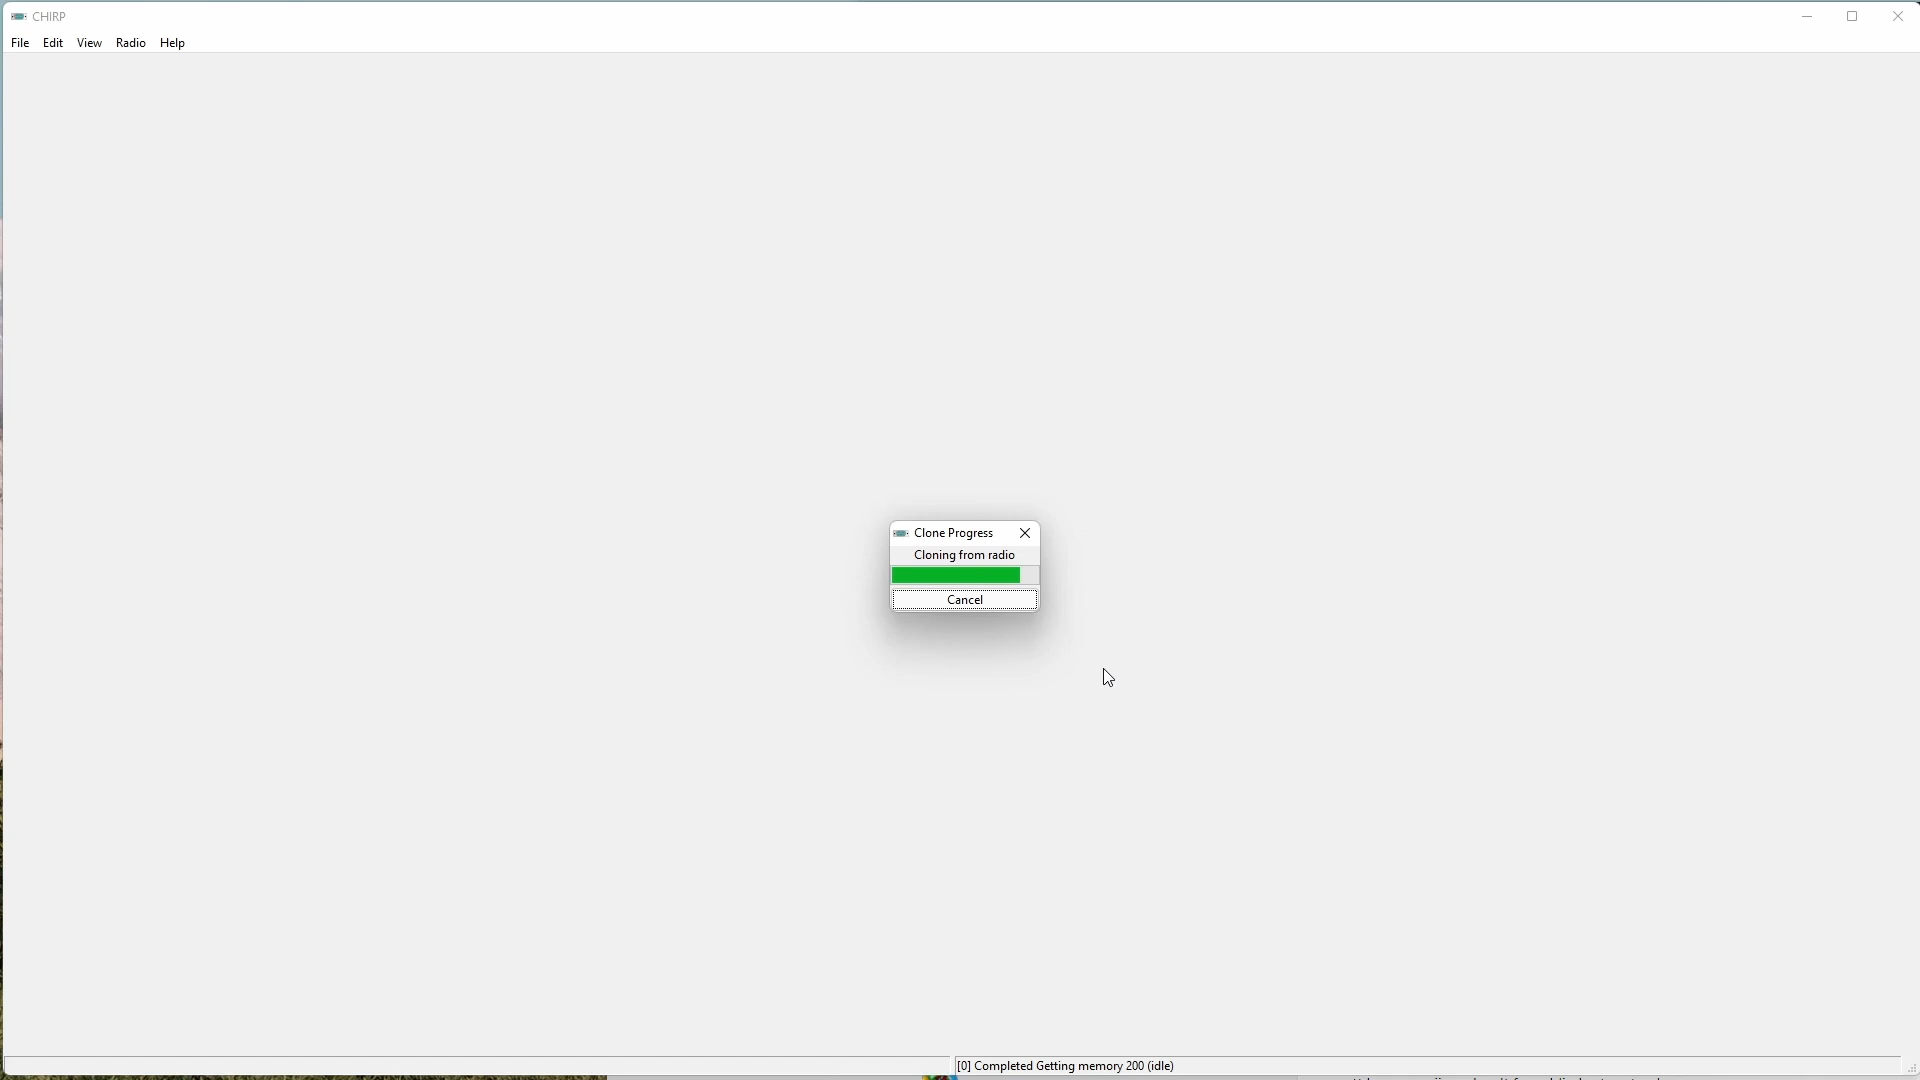 CHIRP
File Edit View Radio Help
Clone Progress
Cloning from radio
Cancel
[0] Completed Getting memory 200 (idle)